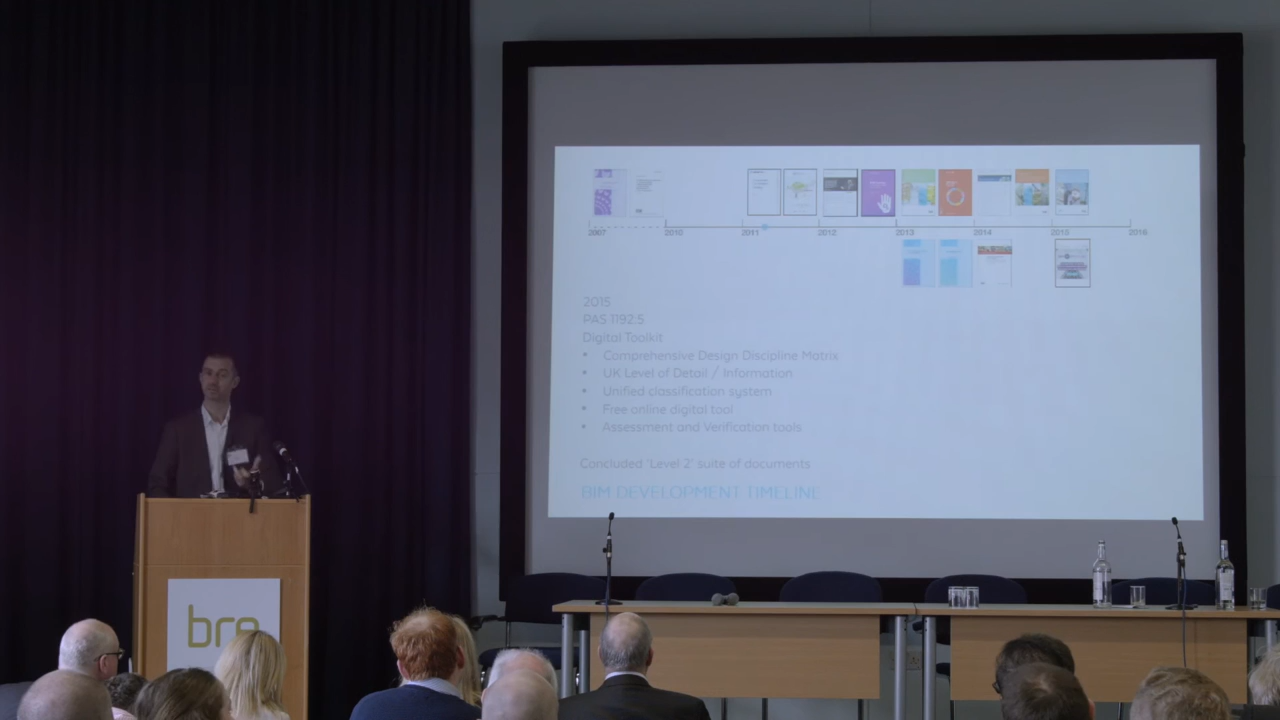 2007 2010 2011 2012 2013 2014 2015 2016
2015
PAS 1192:5
Digital Toolkit
• Comprehensive Design Discipline Matrix
• UK Level of Detail / Information
• Unified classification system
• Free online digital tool
• Assessment and Verification tools
Concluded 'Level 2' suite of documents
BIM DEVELOPMENT TIMELINE
bre